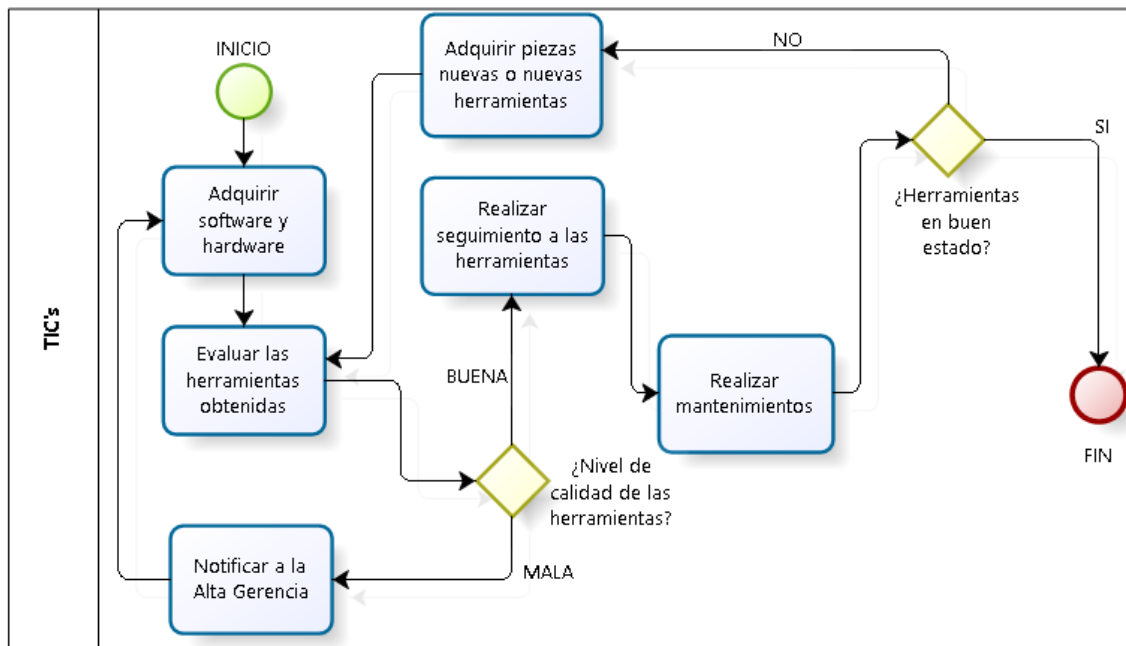 TIC's
INICIO
Adquirir
software y
hardware
Evaluar las
herramientas
obtenidas
¿Nivel de
calidad de las
herramientas?
BUENA
MALA
Notificar a la
Alta Gerencia
Realizar
seguimiento a las
herramientas
Realizar
mantenimientos
¿Herramientas
en buen
estado?
NO
Adquirir piezas
nuevas o nuevas
herramientas
SI
FIN